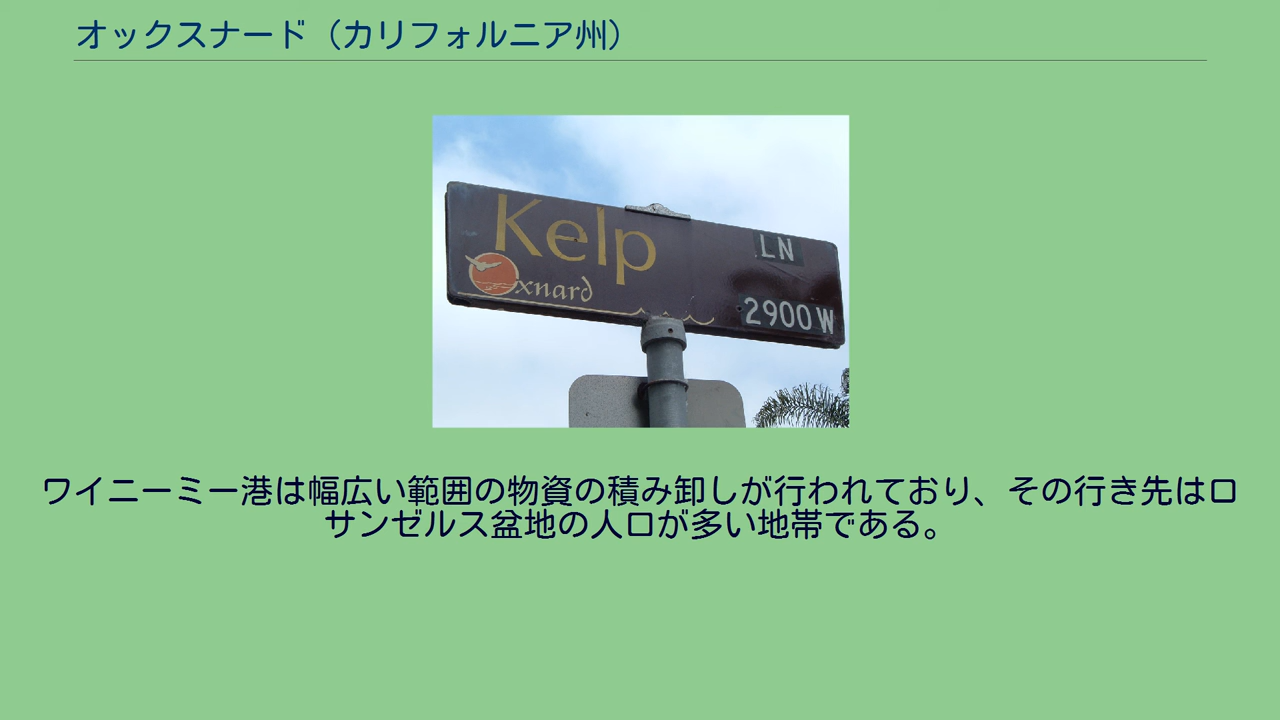 オックスナード（カリフォルニア州）
Kelp
LN
Oxnard
2900 W
ワイニーミー港は幅広い範囲の物資の積み卸しが行われており、その行き先はロ
サンゼルス盆地の人口が多い地帯である。